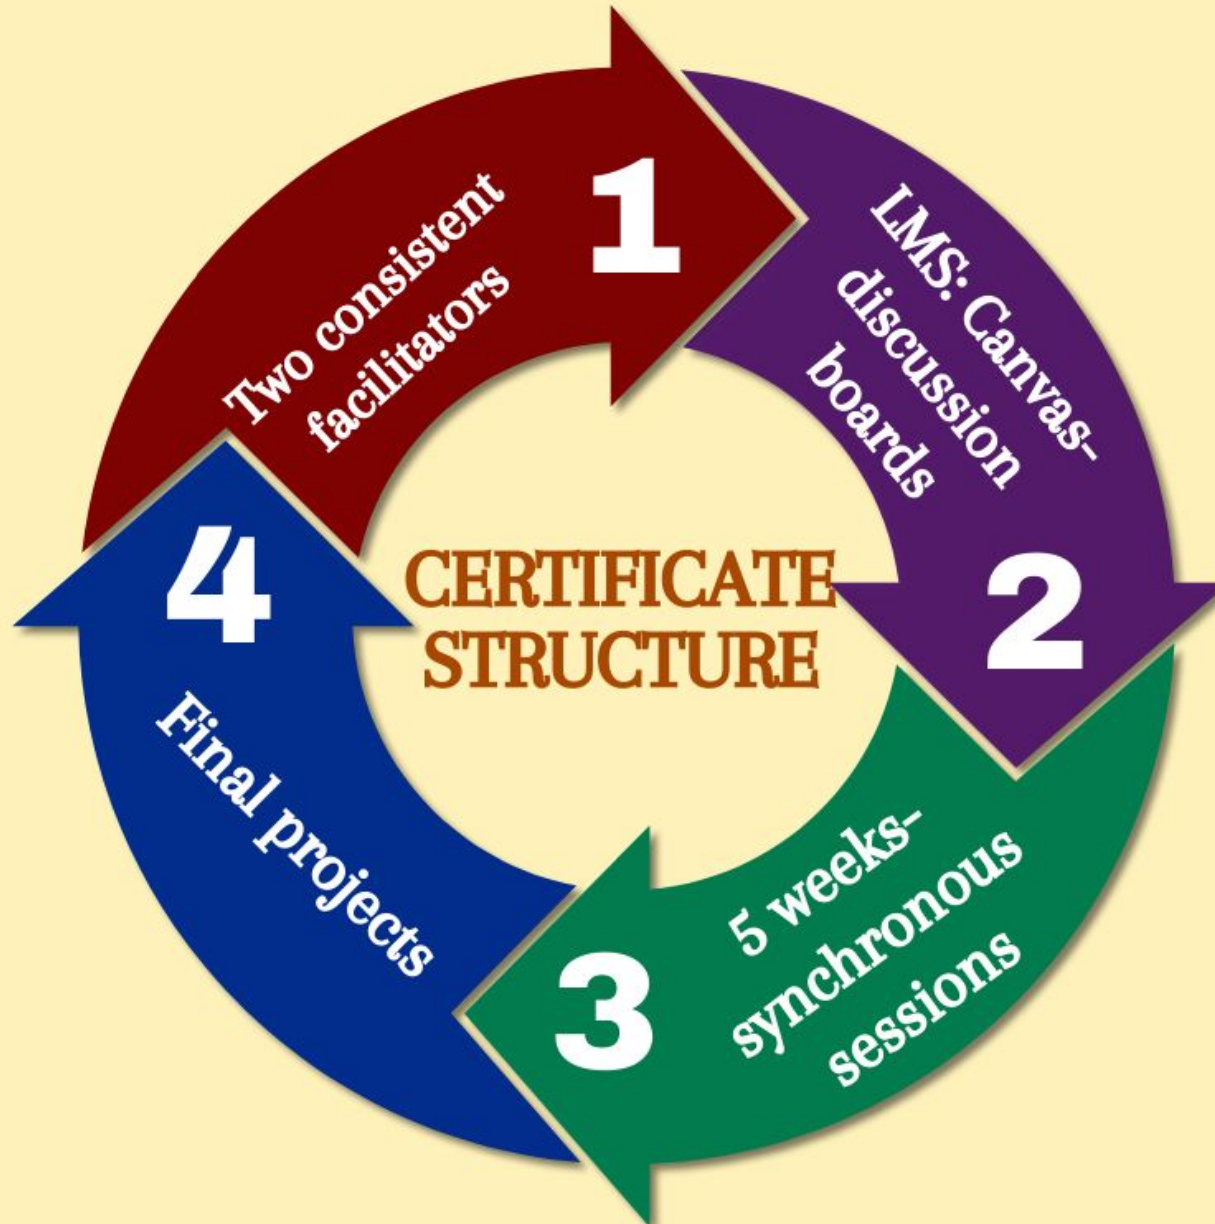 1
Two consistent
facilitators
LMS: Canvas-
discussion
boards
2
5 weeks-
synchronous
sessions
3
Final projects
4
CERTIFICATE
STRUCTURE